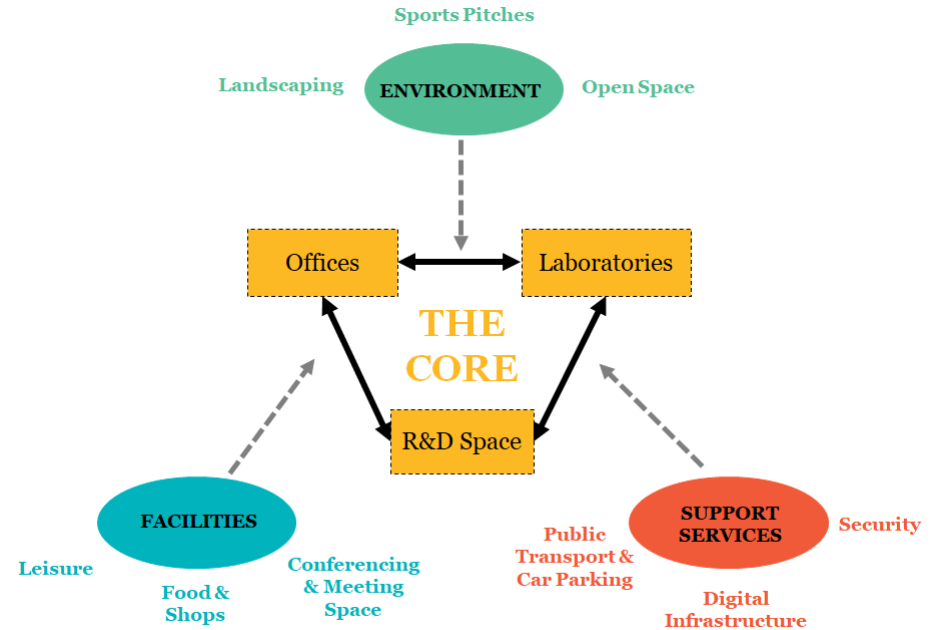 Sports Pitches
Landscaping
ENVIRONMENT
Open Space
Offices
Laboratories
THE
CORE
R&D Space
FACILITIES
Leisure
Food &
Shops
Conferencing
& Meeting
Space
SUPPORT
SERVICES
Security
Public
Transport &
Car Parking
Digital
Infrastructure